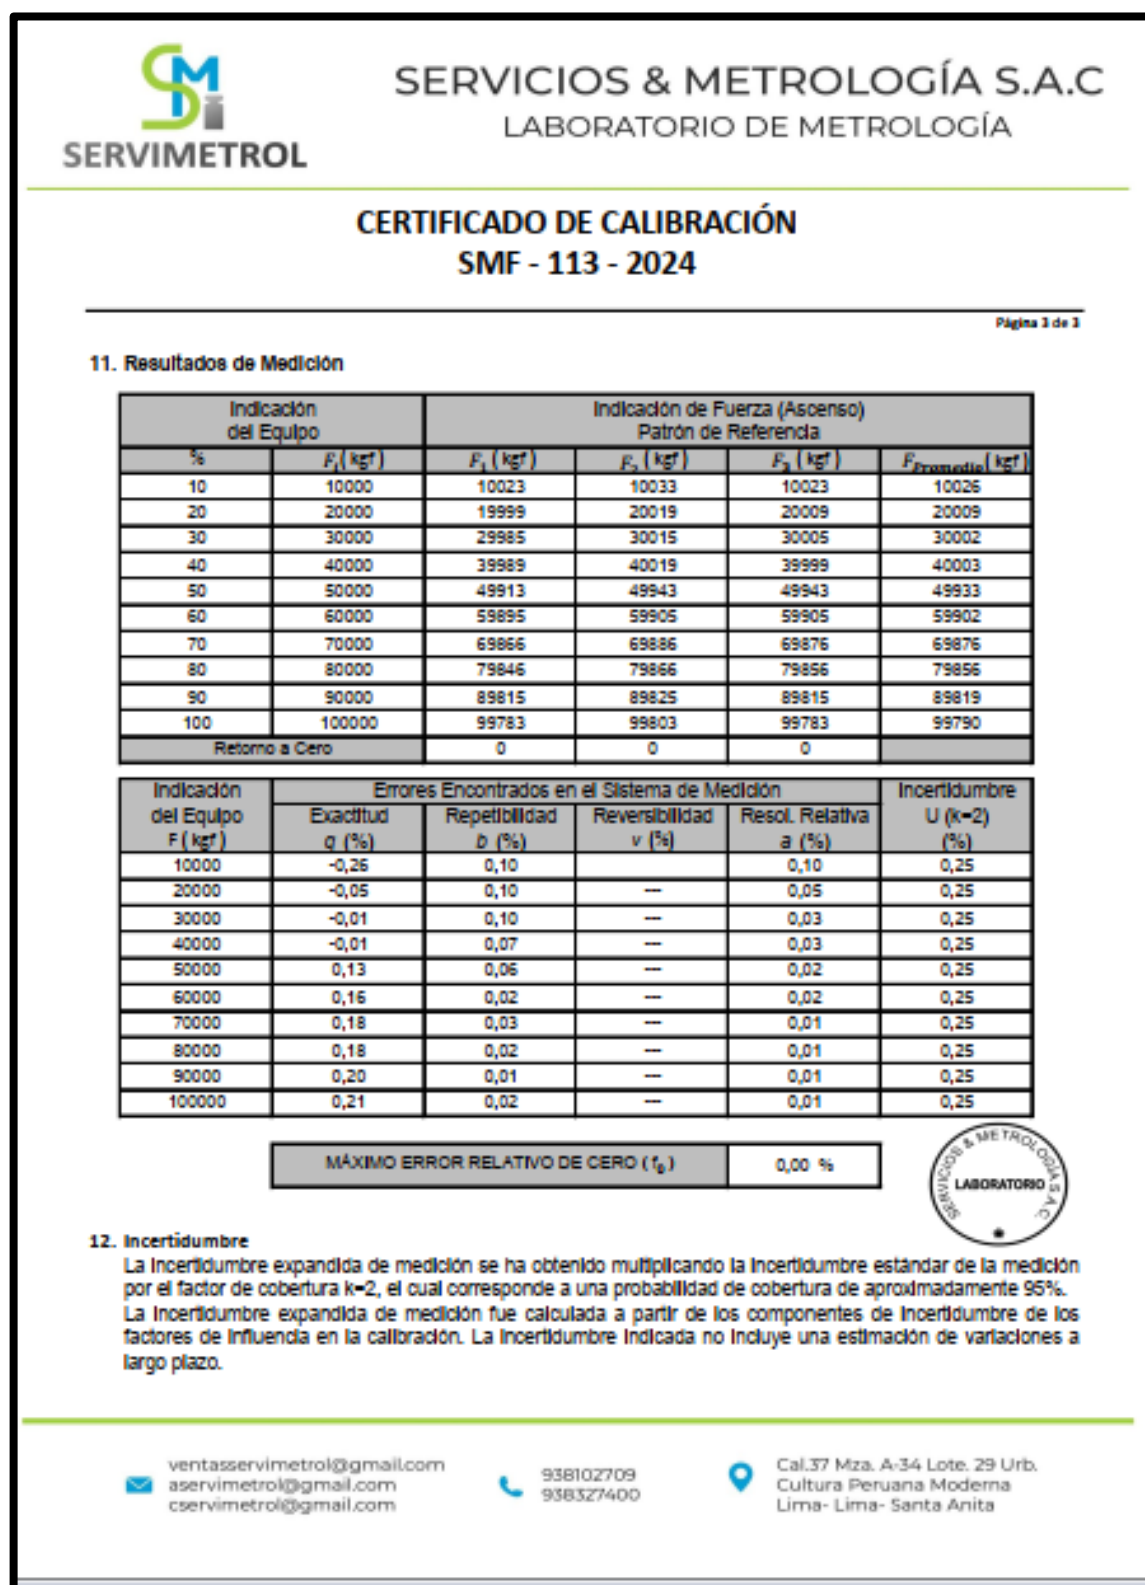 SMi
SERVIMETROL
SERVICIOS & METROLOGÍA S.A.C
LABORATORIO DE METROLOGÍA
CERTIFICADO DE CALIBRACIÓN
SMF - 113 - 2024
Página 3 de 3
11. Resultados de Medición
Indicación del Equipo | Indicación de Fuerza (Ascenso) Patrón de Referencia
% | Fᵢ (kgf) | F₁ (kgf) | F₂ (kgf) | F₃ (kgf) | F Promedio (kgf)
10 | 10000 | 10023 | 10033 | 10023 | 10026
20 | 20000 | 19999 | 20019 | 20009 | 20009
30 | 30000 | 29985 | 30015 | 30005 | 30002
40 | 40000 | 39989 | 40019 | 39999 | 40003
50 | 50000 | 49913 | 49943 | 49943 | 49933
60 | 60000 | 59895 | 59905 | 59905 | 59902
70 | 70000 | 69866 | 69886 | 69876 | 69876
80 | 80000 | 79846 | 79866 | 79856 | 79856
90 | 90000 | 89815 | 89825 | 89815 | 89819
100 | 100000 | 99783 | 99803 | 99783 | 99790
Retorno a Cero | 0 | 0 | 0
Indicación del Equipo F (kgf) | Errores Encontrados en el Sistema de Medición | Incertidumbre U (k=2) (%)
Exactitud q (%) | Repetibilidad b (%) | Reversibilidad v (%) | Resol. Relativa a (%)
10000 | -0,26 | 0,10 | | 0,10 | 0,25
20000 | -0,05 | 0,10 | --- | 0,05 | 0,25
30000 | -0,01 | 0,10 | --- | 0,03 | 0,25
40000 | -0,01 | 0,07 | --- | 0,03 | 0,25
50000 | 0,13 | 0,06 | --- | 0,02 | 0,25
60000 | 0,16 | 0,02 | --- | 0,02 | 0,25
70000 | 0,18 | 0,03 | --- | 0,01 | 0,25
80000 | 0,18 | 0,02 | --- | 0,01 | 0,25
90000 | 0,20 | 0,01 | --- | 0,01 | 0,25
100000 | 0,21 | 0,02 | --- | 0,01 | 0,25
MÁXIMO ERROR RELATIVO DE CERO ( f₀ ) | 0,00 %
SERVICIOS & METROLOGÍA S.A.C.
LABORATORIO
12. Incertidumbre
La incertidumbre expandida de medición se ha obtenido multiplicando la incertidumbre estándar de la medición
por el factor de cobertura k=2, el cual corresponde a una probabilidad de cobertura de aproximadamente 95%.
La incertidumbre expandida de medición fue calculada a partir de los componentes de incertidumbre de los
factores de influencia en la calibración. La incertidumbre indicada no incluye una estimación de variaciones a
largo plazo.
ventasservimetrol@gmail.com
aservimetrol@gmail.com
cservimetrol@gmail.com
938102709
938327400
Cal.37 Mza. A-34 Lote. 29 Urb.
Cultura Peruana Moderna
Lima- Lima- Santa Anita